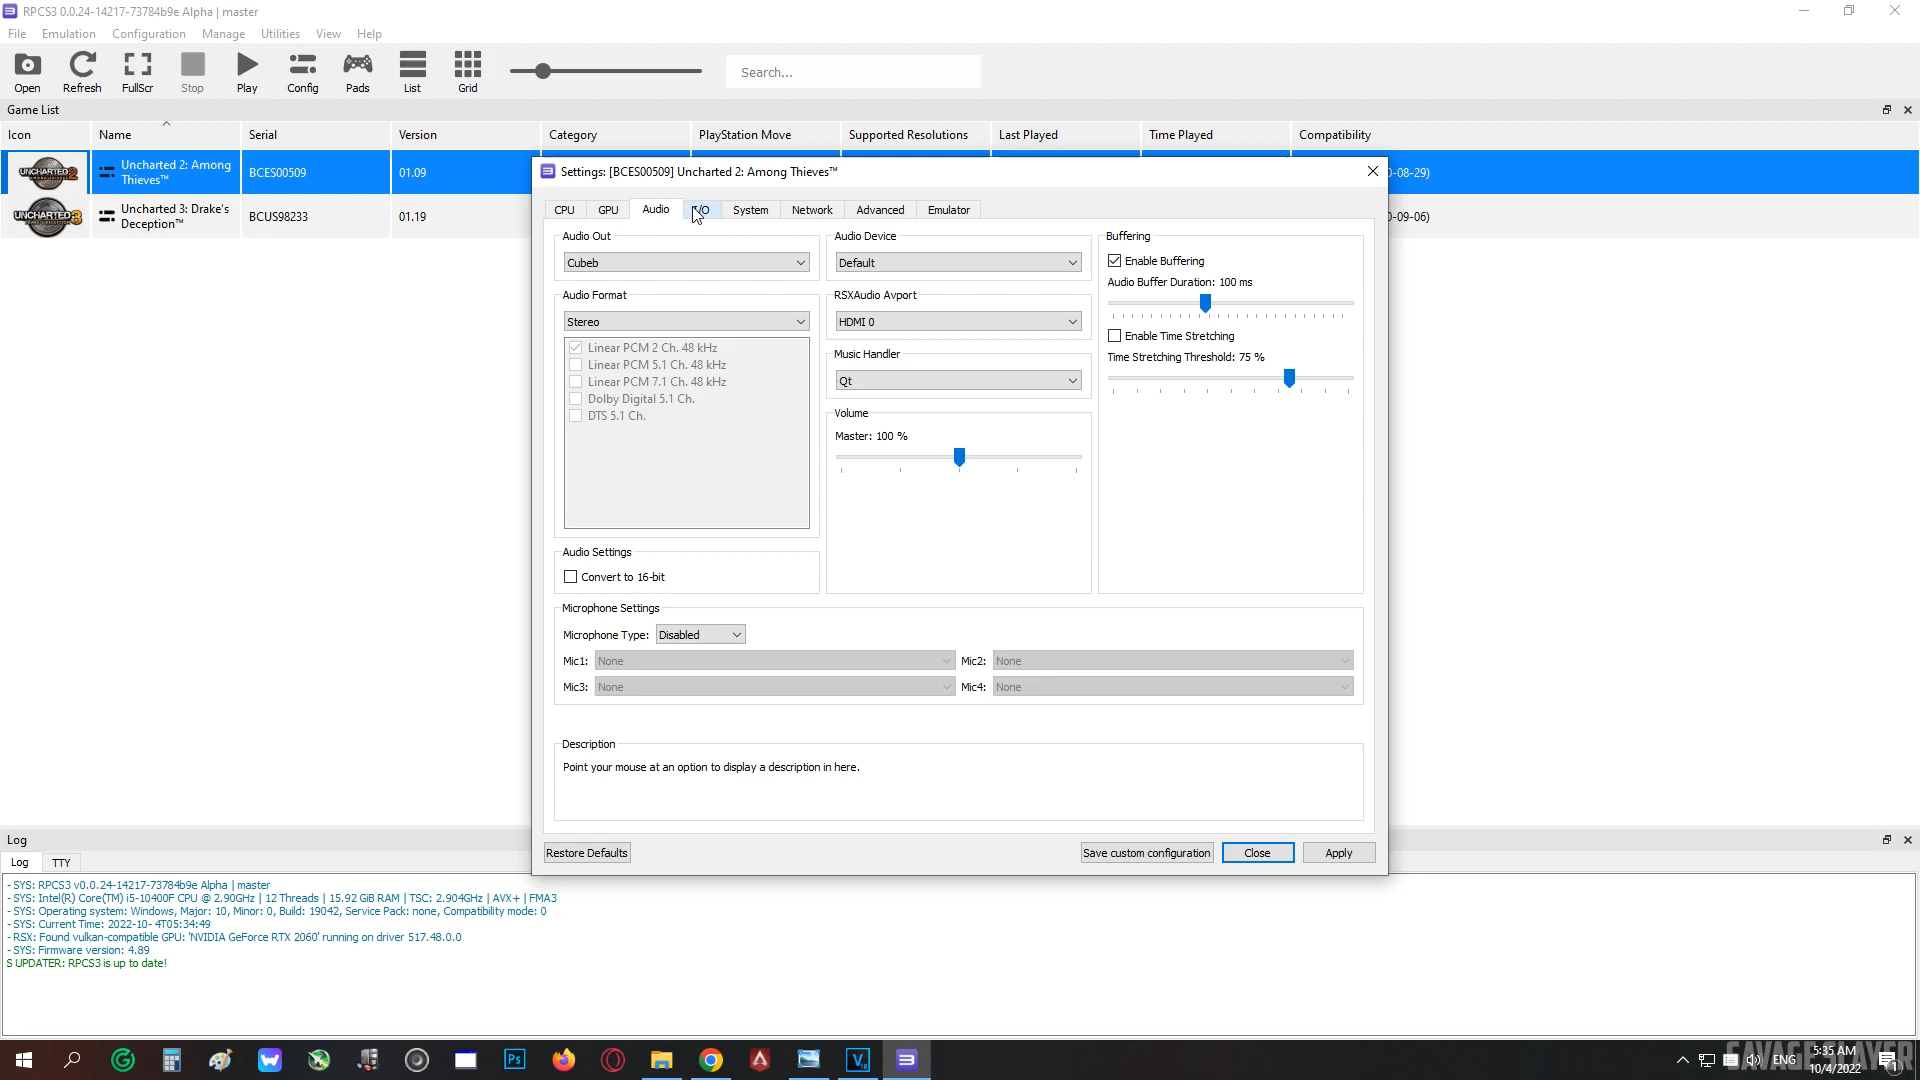 RPCS3 0.0.24-14217-73784b9e Alpha | master
File Emulation Configuration Manage Utilities View Help
Open Refresh FullScr Stop Play Config Pads List Grid Search...
Game List
Icon Name Serial Version Category PlayStation Move Supported Resolutions Last Played Time Played Compatibility
UNCHARTED 2 Uncharted 2: Among Thieves™ BCES00509 01.09 0-08-29)
UNCHARTED 3 Uncharted 3: Drake's Deception™ BCUS98233 01.19 0-09-06)
Settings: [BCES00509] Uncharted 2: Among Thieves™
CPU GPU Audio I/O System Network Advanced Emulator
Audio Out
Cubeb
Audio Format
Stereo
Linear PCM 2 Ch. 48 kHz
Linear PCM 5.1 Ch. 48 kHz
Linear PCM 7.1 Ch. 48 kHz
Dolby Digital 5.1 Ch.
DTS 5.1 Ch.
Audio Settings
Convert to 16-bit
Audio Device
Default
RSXAudio Avport
HDMI 0
Music Handler
Qt
Volume
Master: 100 %
Buffering
Enable Buffering
Audio Buffer Duration: 100 ms
Enable Time Stretching
Time Stretching Threshold: 75 %
Microphone Settings
Microphone Type: Disabled
Mic1: None Mic2: None
Mic3: None Mic4: None
Description
Point your mouse at an option to display a description in here.
Restore Defaults Save custom configuration Close Apply
Log
Log TTY
- SYS: RPCS3 v0.0.24-14217-73784b9e Alpha | master
- SYS: Intel(R) Core(TM) i5-10400F CPU @ 2.90GHz | 12 Threads | 15.92 GiB RAM | TSC: 2.904GHz | AVX+ | FMA3
- SYS: Operating system: Windows, Major: 10, Minor: 0, Build: 19042, Service Pack: none, Compatibility mode: 0
- SYS: Current Time: 2022-10- 4T05:34:49
- RSX: Found vulkan-compatible GPU: 'NVIDIA GeForce RTX 2060' running on driver 517.48.0.0
- SYS: Firmware version: 4.89
S UPDATER: RPCS3 is up to date!
Ps
ENG
5:35 AM
10/4/2022
SAVAGE SLAYER